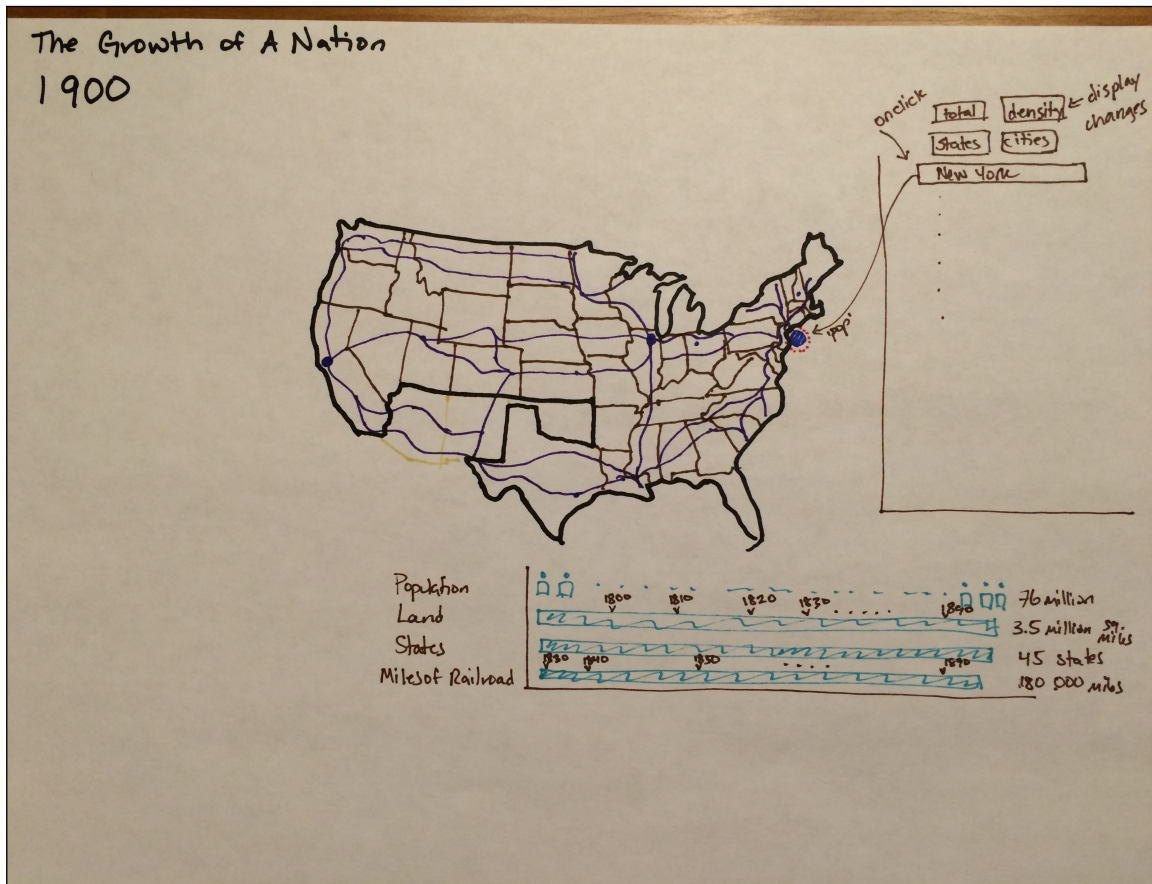 The Growth of A Nation
1900
onclick
total density display
changes
states cities
New York
'pop'
Population 76 million
1800 1810 1820 1830 1890
Land 3.5 million sq. miles
States 45 states
1830 1840 1850 1890
Miles of Railroad 180 000 miles